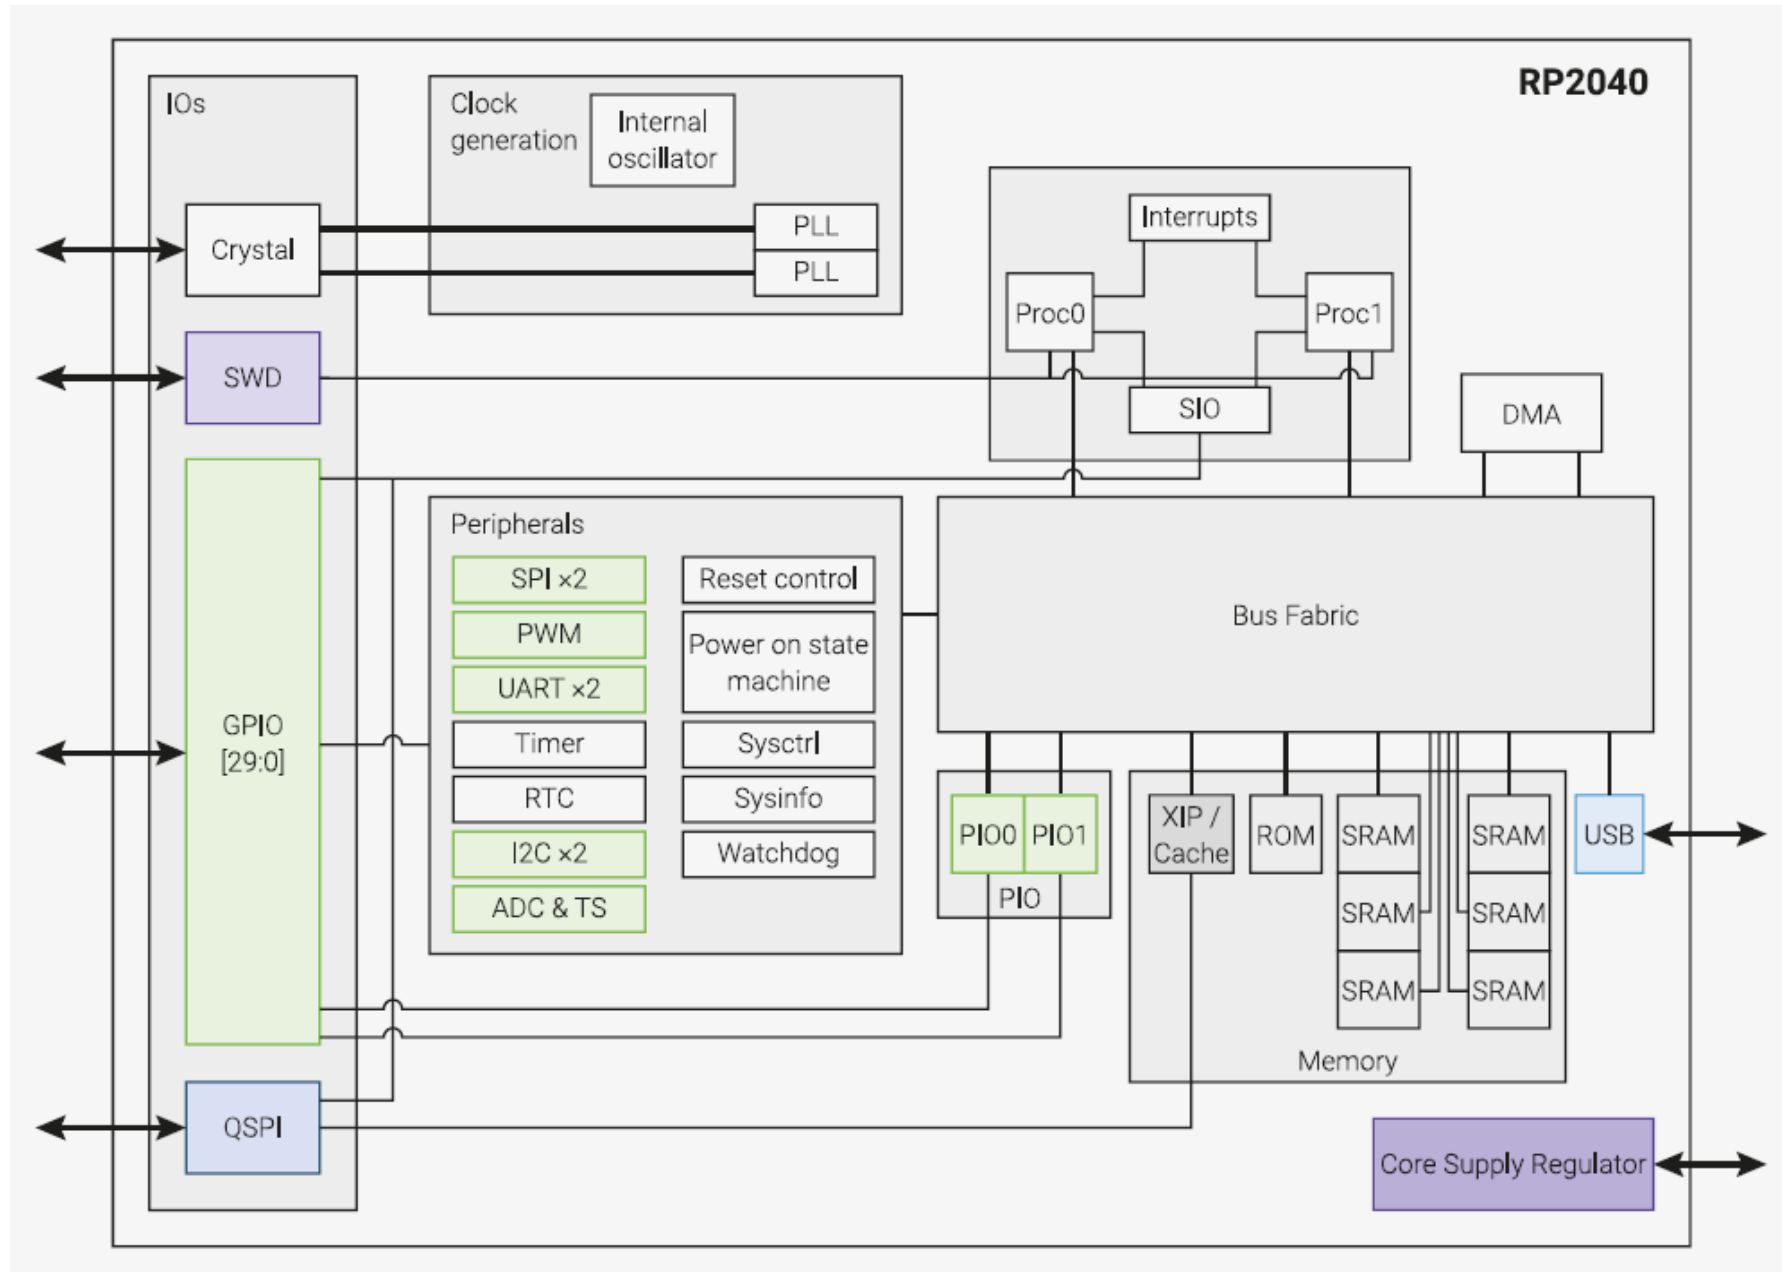 RP2040
IOs
Crystal
SWD
GPIO
[29:0]
QSPI
Clock
generation
Internal
oscillator
PLL
PLL
Interrupts
Proc0
Proc1
SIO
DMA
Peripherals
SPI ×2
PWM
UART ×2
Timer
RTC
I2C ×2
ADC & TS
Reset control
Power on state
machine
Sysctrl
Sysinfo
Watchdog
Bus Fabric
PIO0
PIO1
PIO
XIP /
Cache
ROM
SRAM
SRAM
SRAM
SRAM
SRAM
SRAM
Memory
USB
Core Supply Regulator